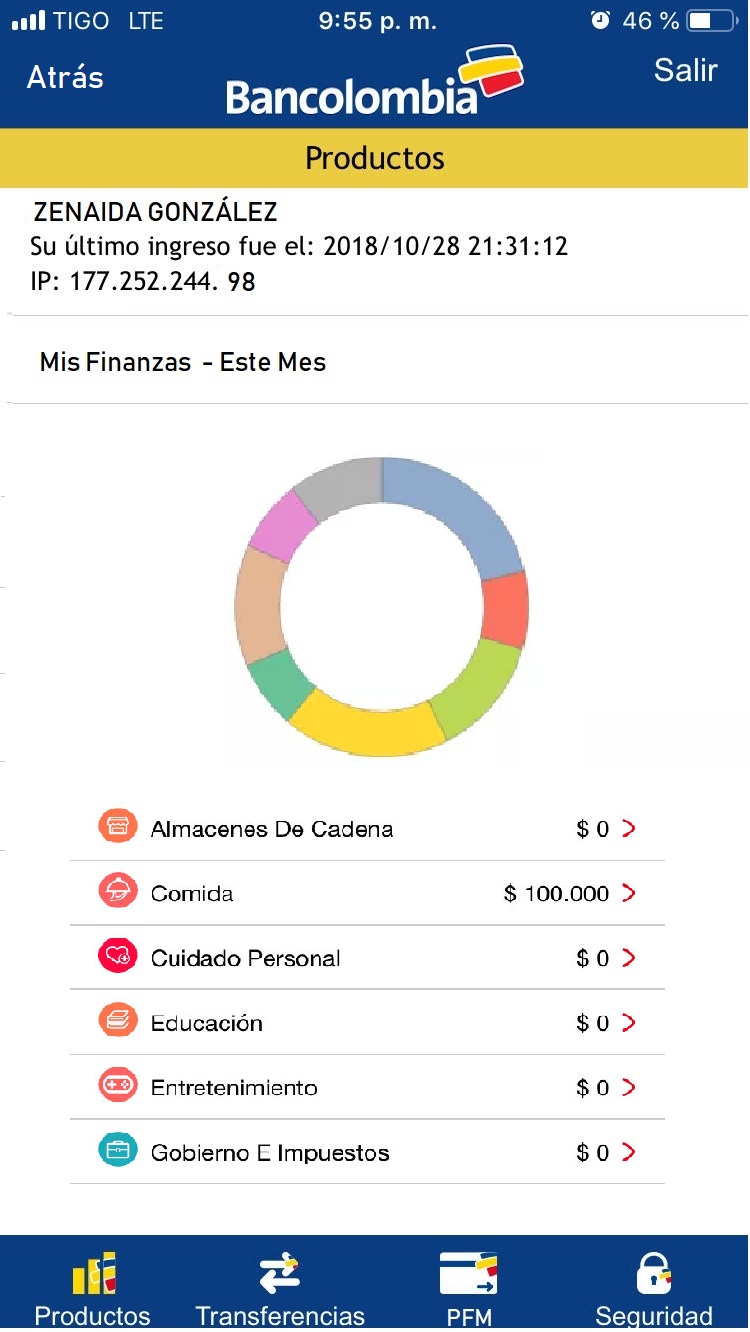 TIGO LTE 9:55 p. m. 46 %
Atrás Bancolombia Salir
Productos
ZENAIDA GONZÁLEZ
Su último ingreso fue el: 2018/10/28 21:31:12
IP: 177.252.244. 98
Mis Finanzas - Este Mes
Almacenes De Cadena $ 0
Comida $ 100.000
Cuidado Personal $ 0
Educación $ 0
Entretenimiento $ 0
Gobierno E Impuestos $ 0
Productos Transferencias PFM Seguridad